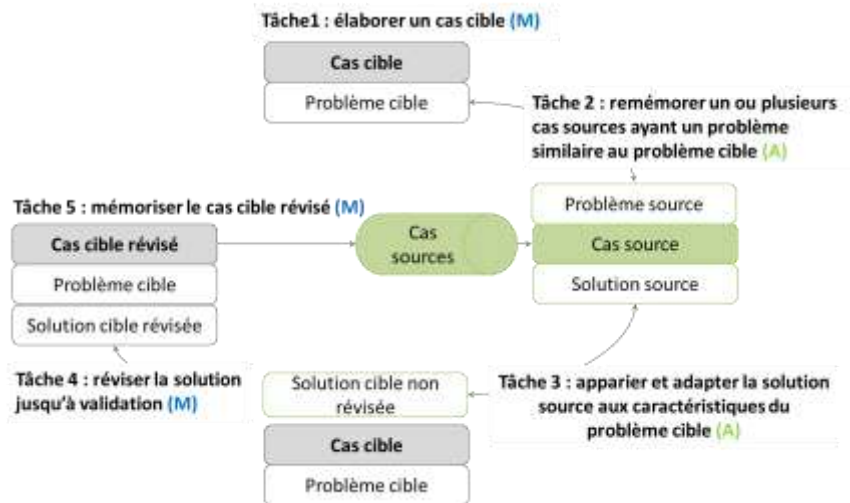 Tâche1 : élaborer un cas cible (M)
Cas cible
Problème cible
Tâche 2 : remémorer un ou plusieurs
cas sources ayant un problème
similaire au problème cible (A)
Tâche 5 : mémoriser le cas cible révisé (M)
Cas cible révisé
Problème cible
Solution cible révisée
Cas
sources
Problème source
Cas source
Solution source
Tâche 4 : réviser la solution
jusqu'à validation (M)
Solution cible non
révisée
Cas cible
Problème cible
Tâche 3 : apparier et adapter la solution
source aux caractéristiques du
problème cible (A)